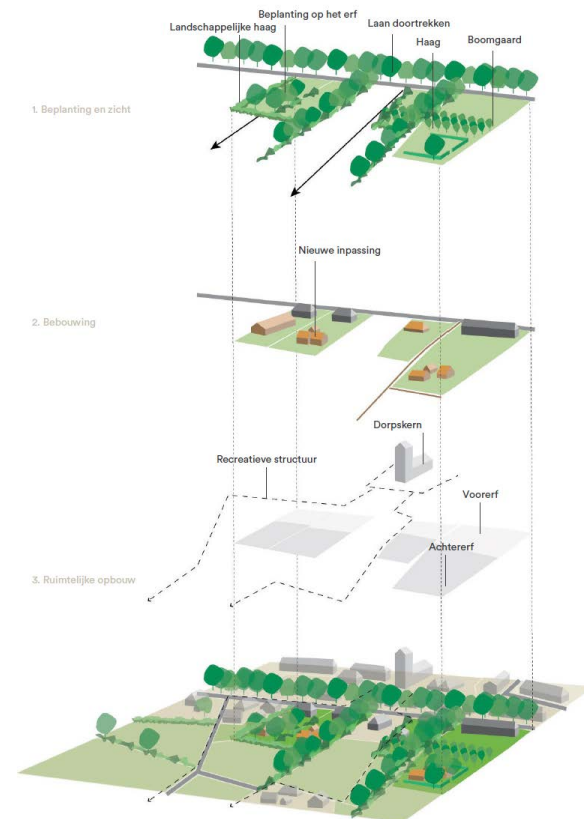 Beplanting op het erf
Landschappelijke haag
Laan doortrekken
Haag
Boomgaard
1. Beplanting en zicht
Nieuwe inpassing
2. Bebouwing
Dorpskern
Recreatieve structuur
Voorerf
Achtererf
3. Ruimtelijke opbouw